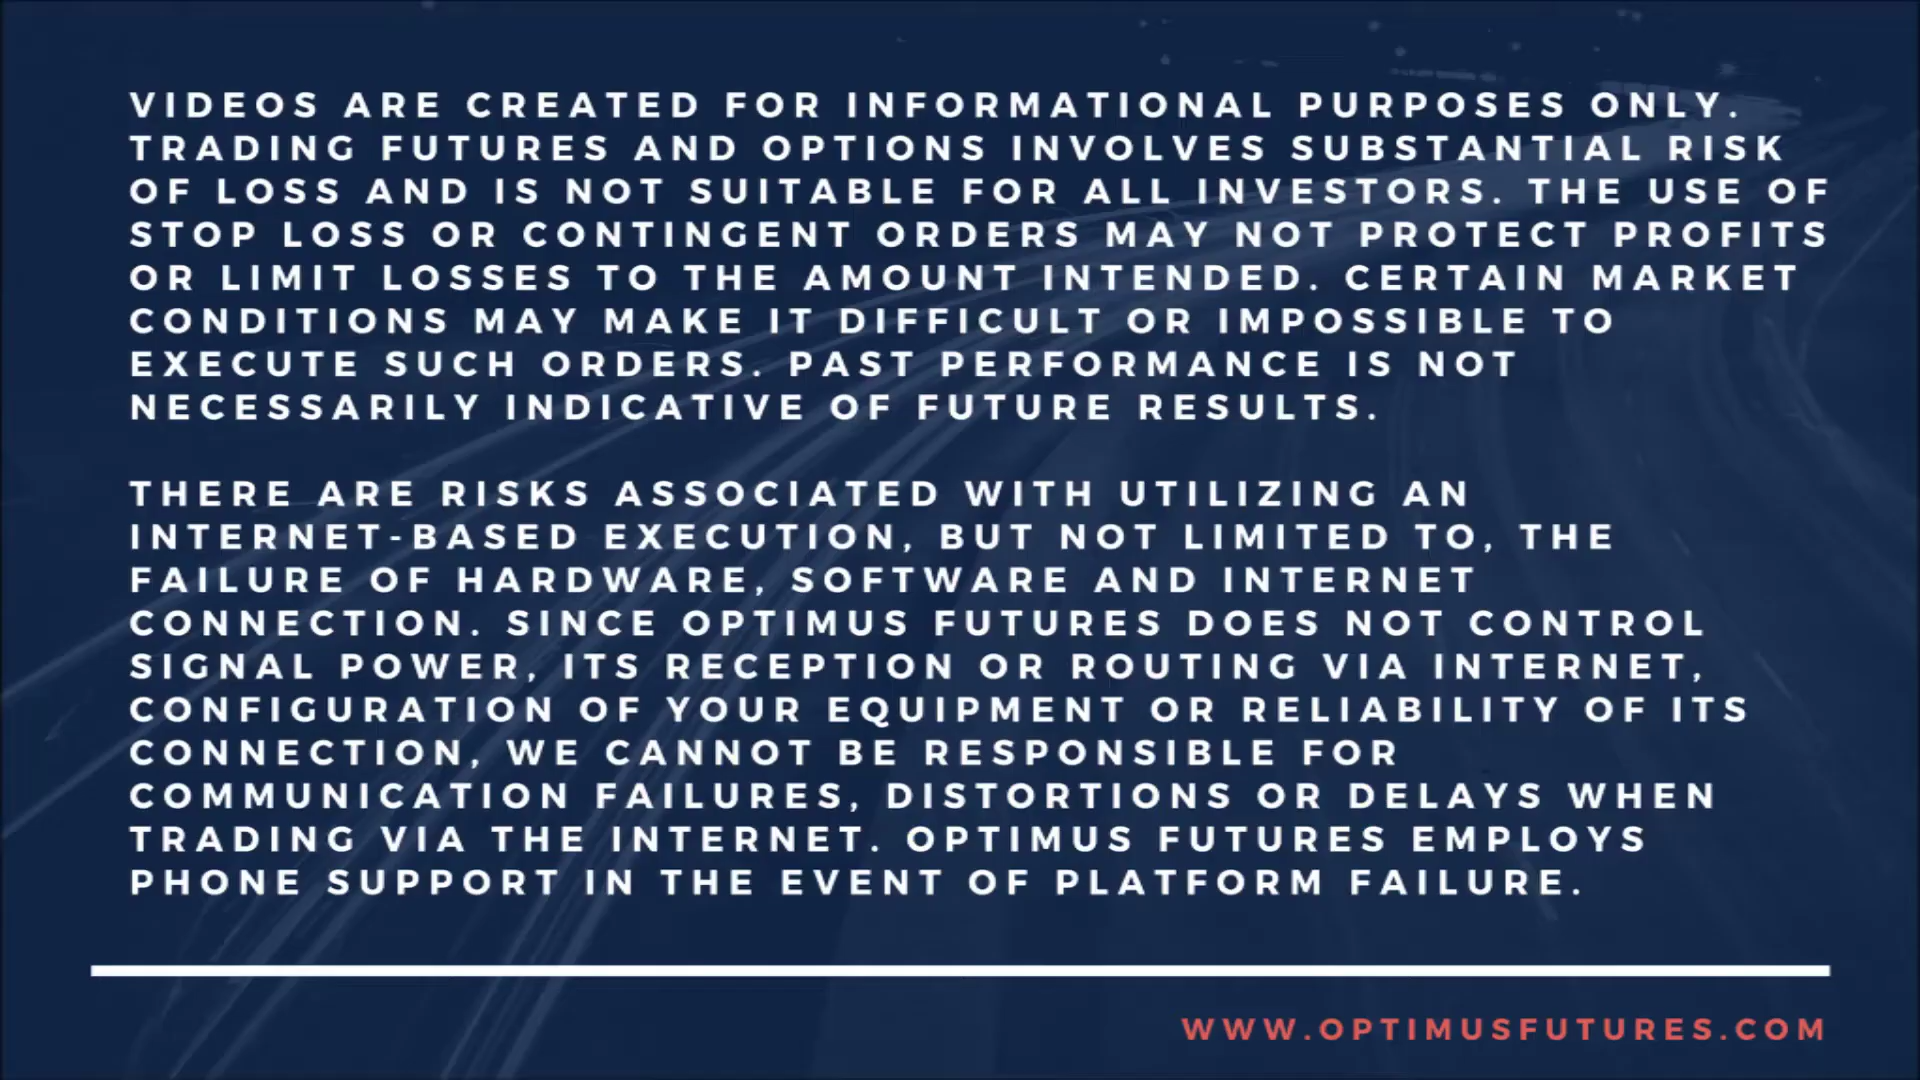 VIDEOS ARE CREATED FOR INFORMATIONAL PURPOSES ONLY.
TRADING FUTURES AND OPTIONS INVOLVES SUBSTANTIAL RISK
OF LOSS AND IS NOT SUITABLE FOR ALL INVESTORS. THE USE OF
STOP LOSS OR CONTINGENT ORDERS MAY NOT PROTECT PROFITS
OR LIMIT LOSSES TO THE AMOUNT INTENDED. CERTAIN MARKET
CONDITIONS MAY MAKE IT DIFFICULT OR IMPOSSIBLE TO
EXECUTE SUCH ORDERS. PAST PERFORMANCE IS NOT
NECESSARILY INDICATIVE OF FUTURE RESULTS.
THERE ARE RISKS ASSOCIATED WITH UTILIZING AN
INTERNET-BASED EXECUTION, BUT NOT LIMITED TO, THE
FAILURE OF HARDWARE, SOFTWARE AND INTERNET
CONNECTION. SINCE OPTIMUS FUTURES DOES NOT CONTROL
SIGNAL POWER, ITS RECEPTION OR ROUTING VIA INTERNET,
CONFIGURATION OF YOUR EQUIPMENT OR RELIABILITY OF ITS
CONNECTION, WE CANNOT BE RESPONSIBLE FOR
COMMUNICATION FAILURES, DISTORTIONS OR DELAYS WHEN
TRADING VIA THE INTERNET. OPTIMUS FUTURES EMPLOYS
PHONE SUPPORT IN THE EVENT OF PLATFORM FAILURE.
WWW.OPTIMUSFUTURES.COM